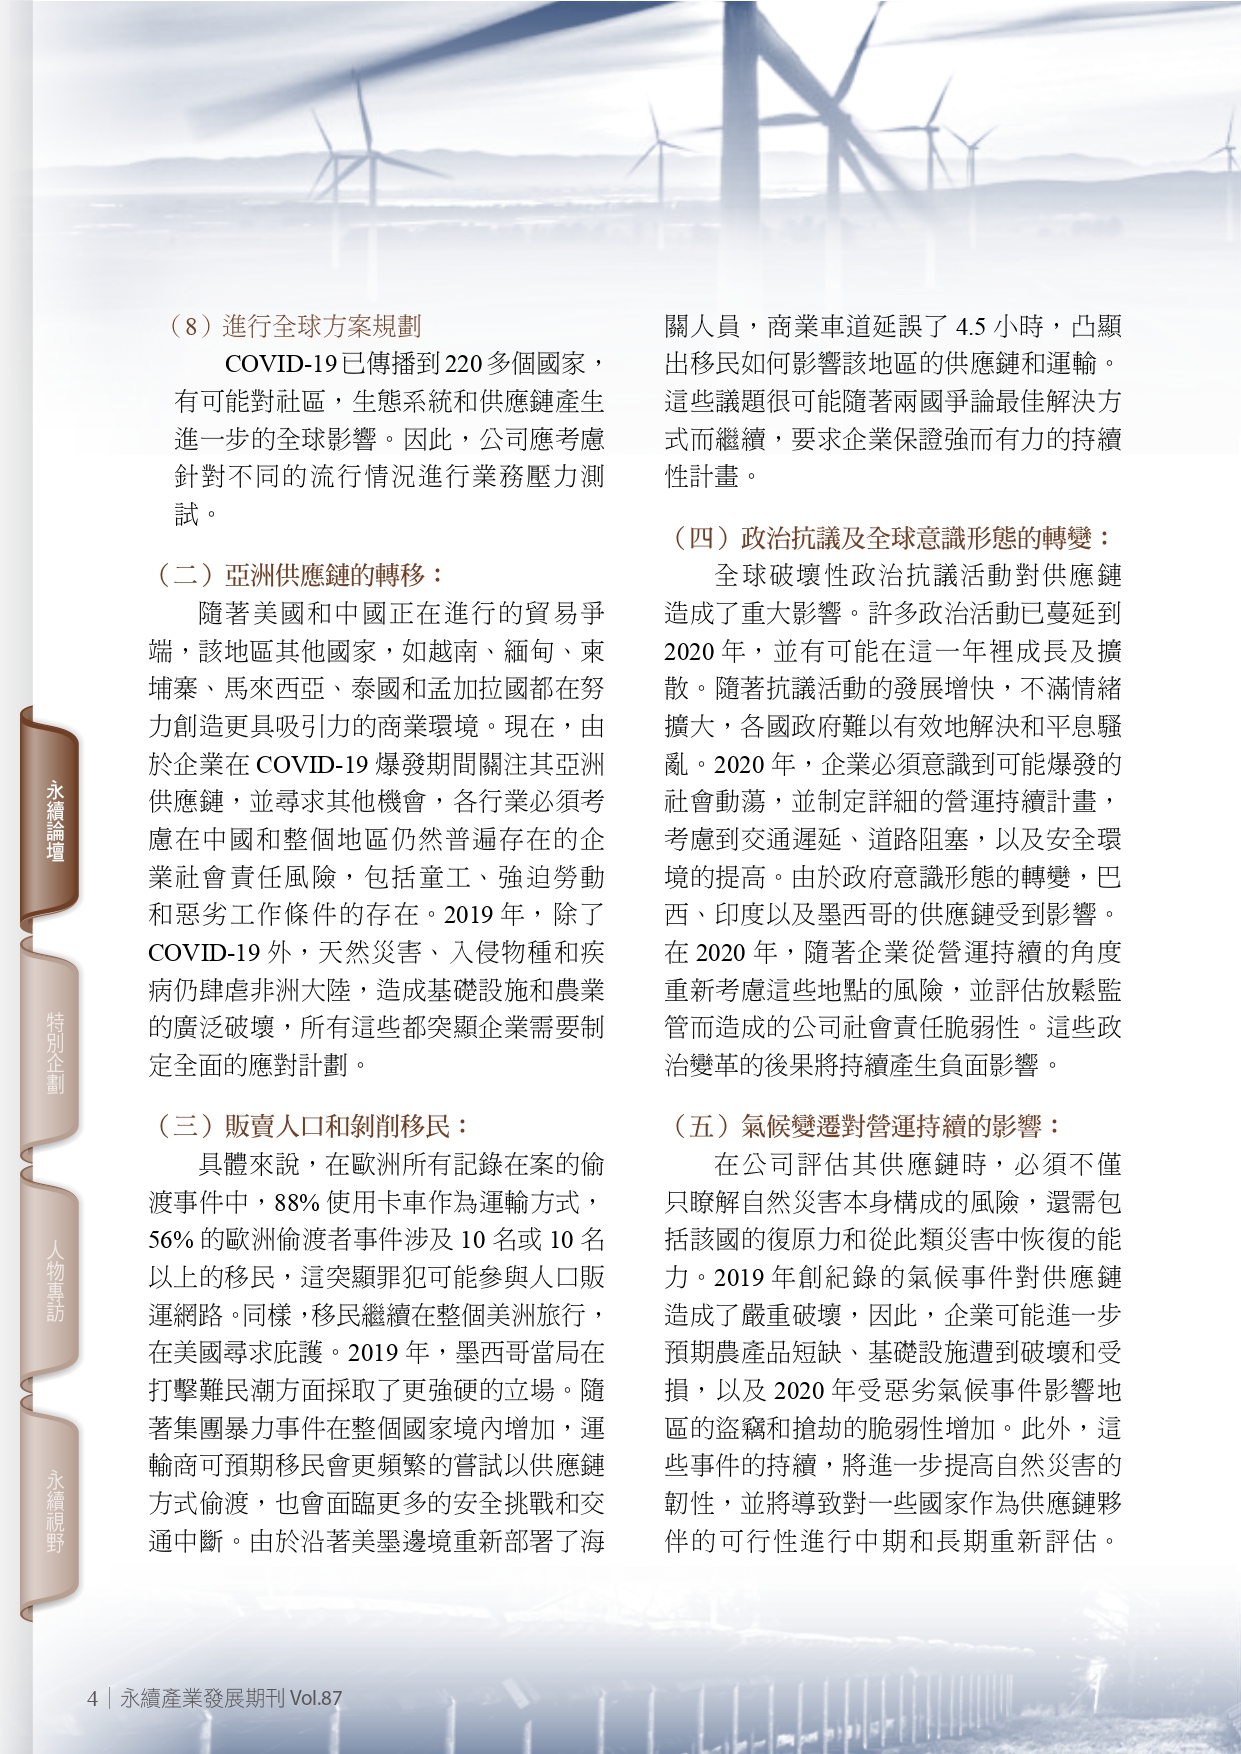 （8）進行全球方案規劃
COVID-19已傳播到220多個國家，
有可能對社區，生態系統和供應鏈產生
進一步的全球影響。因此，公司應考慮
針對不同的流行情況進行業務壓力測
試。
（二）亞洲供應鏈的轉移：
隨著美國和中國正在進行的貿易爭
端，該地區其他國家，如越南、緬甸、柬
埔寨、馬來西亞、泰國和孟加拉國都在努
力創造更具吸引力的商業環境。現在，由
於企業在 COVID-19 爆發期間關注其亞洲
供應鏈，並尋求其他機會，各行業必須考
慮在中國和整個地區仍然普遍存在的企
業社會責任風險，包括童工、強迫勞動
和惡劣工作條件的存在。2019 年，除了
COVID-19 外，天然災害、入侵物種和疾
病仍肆虐非洲大陸，造成基礎設施和農業
的廣泛破壞，所有這些都突顯企業需要制
定全面的應對計劃。
（三）販賣人口和剝削移民：
具體來說，在歐洲所有記錄在案的偷
渡事件中，88% 使用卡車作為運輸方式，
56% 的歐洲偷渡者事件涉及 10 名或 10 名
以上的移民，這突顯罪犯可能參與人口販
運網路。同樣，移民繼續在整個美洲旅行，
在美國尋求庇護。2019 年，墨西哥當局在
打擊難民潮方面採取了更強硬的立場。隨
著集團暴力事件在整個國家境內增加，運
輸商可預期移民會更頻繁的嘗試以供應鏈
方式偷渡，也會面臨更多的安全挑戰和交
通中斷。由於沿著美墨邊境重新部署了海
關人員，商業車道延誤了 4.5 小時，凸顯
出移民如何影響該地區的供應鏈和運輸。
這些議題很可能隨著兩國爭論最佳解決方
式而繼續，要求企業保證強而有力的持續
性計畫。
（四）政治抗議及全球意識形態的轉變：
全球破壞性政治抗議活動對供應鏈
造成了重大影響。許多政治活動已蔓延到
2020 年，並有可能在這一年裡成長及擴
散。隨著抗議活動的發展增快，不滿情緒
擴大，各國政府難以有效地解決和平息騷
亂。2020 年，企業必須意識到可能爆發的
社會動蕩，並制定詳細的營運持續計畫，
考慮到交通遲延、道路阻塞，以及安全環
境的提高。由於政府意識形態的轉變，巴
西、印度以及墨西哥的供應鏈受到影響。
在 2020 年，隨著企業從營運持續的角度
重新考慮這些地點的風險，並評估放鬆監
管而造成的公司社會責任脆弱性。這些政
治變革的後果將持續產生負面影響。
（五）氣候變遷對營運持續的影響：
在公司評估其供應鏈時，必須不僅
只瞭解自然災害本身構成的風險，還需包
括該國的復原力和從此類災害中恢復的能
力。2019 年創紀錄的氣候事件對供應鏈
造成了嚴重破壞，因此，企業可能進一步
預期農產品短缺、基礎設施遭到破壞和受
損，以及 2020 年受惡劣氣候事件影響地
區的盜竊和搶劫的脆弱性增加。此外，這
些事件的持續，將進一步提高自然災害的
韌性，並將導致對一些國家作為供應鏈夥
伴的可行性進行中期和長期重新評估。
永續論壇
特別企劃
人物專訪
永續視野
4｜永續產業發展期刊 Vol.87